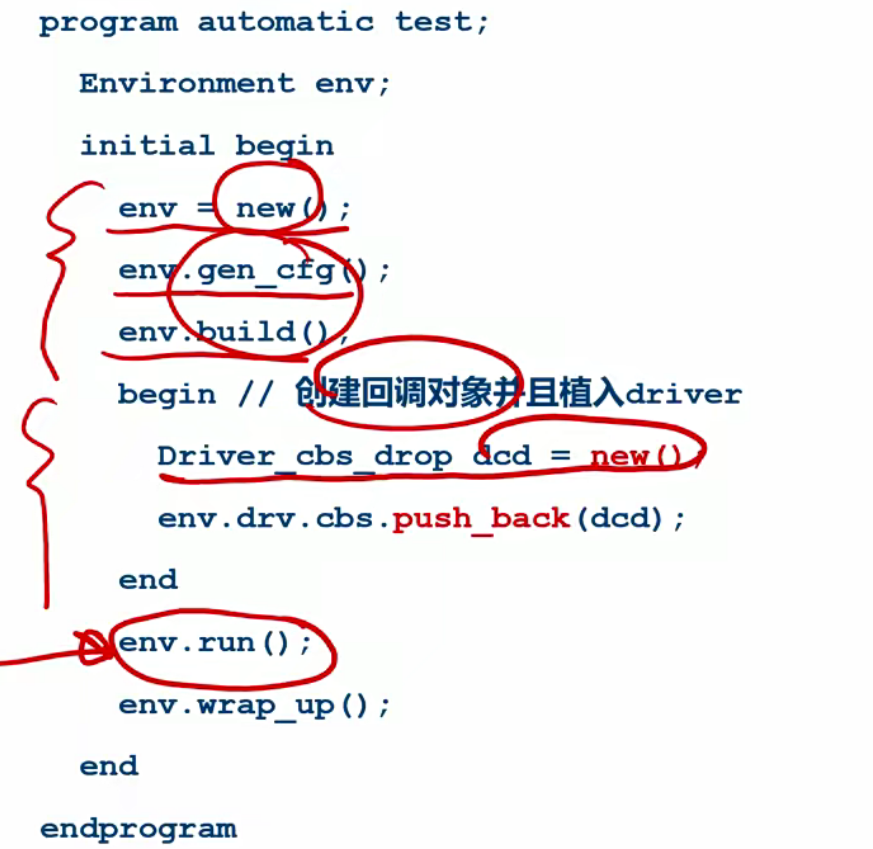 program automatic test;
Environment env;
initial begin
env = new();
env.gen_cfg();
env.build();
begin // 创建回调对象并且植入driver
Driver_cbs_drop dcd = new();
env.drv.cbs.push_back(dcd);
end
env.run();
env.wrap_up();
end
endprogram